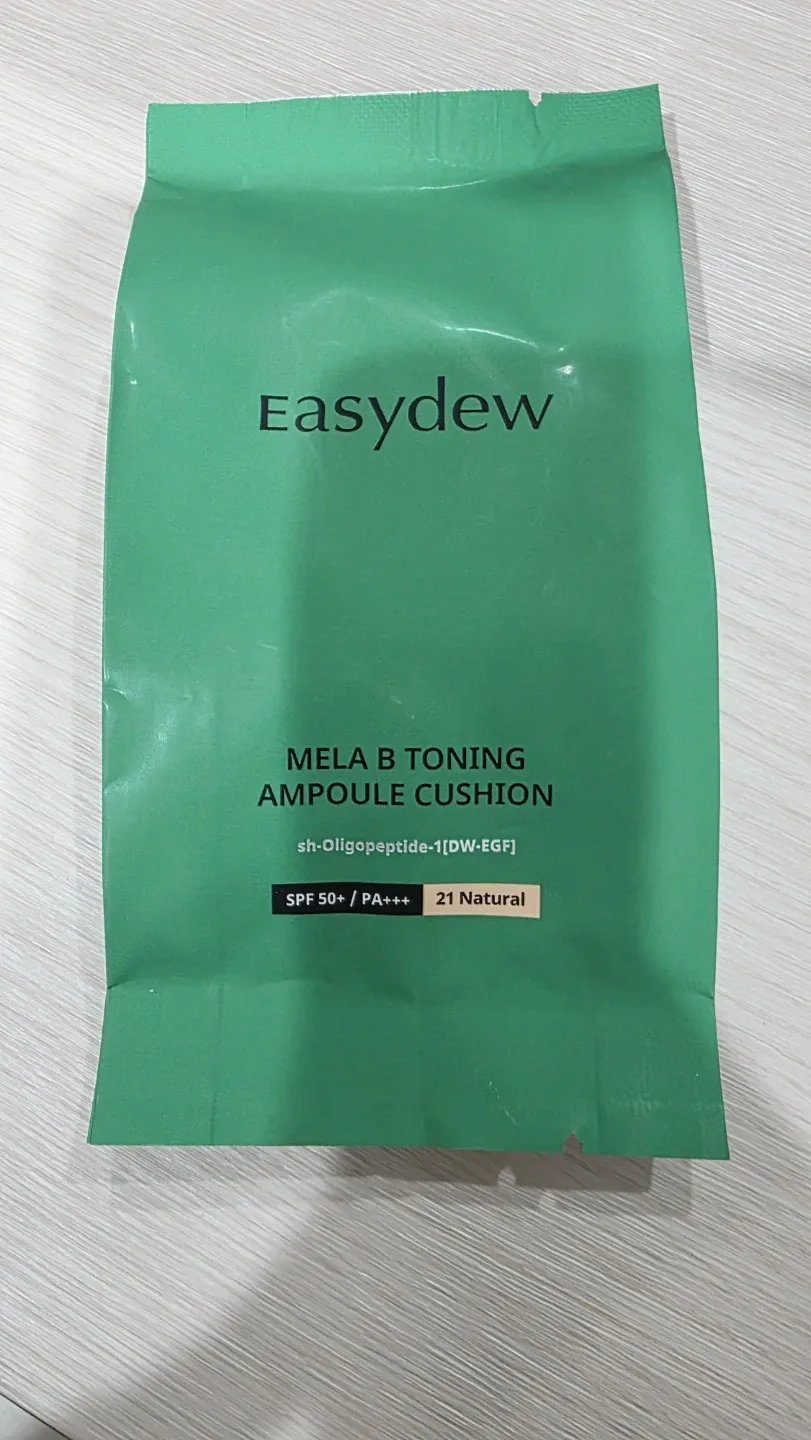 Easydew
MELA B TONING
AMPOULE CUSHION
sh-Oligopeptide-1[DW-EGF]
SPF 50+ / PA+++ 21 Natural